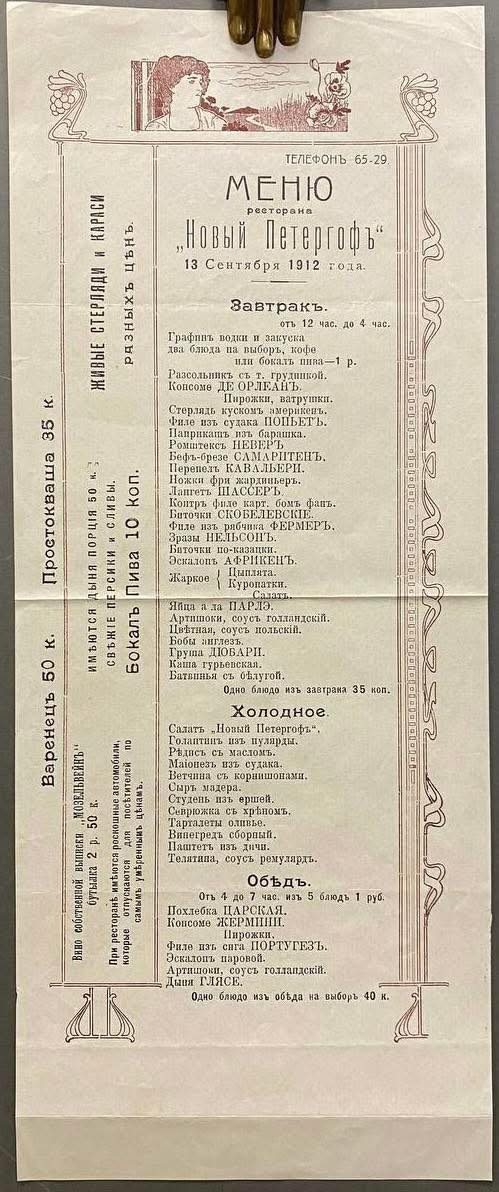 ТЕЛЕФОНЪ 65-29.
МЕНЮ
ресторана
„Новый Петергофъ“
13 Сентября 1912 года.
Завтракъ.
отъ 12 час. до 4 час.
Графинъ водки и закуска
два блюда на выборъ, кофе
или бокалъ пива—1 р.
Разсольникъ съ т. грудинкой.
Консоме ДЕ ОРЛЕАНЪ.
Пирожки, ватрушки.
Стерлядь кускомъ америкенъ.
Филе изъ судака ПОПЬЕТЪ.
Паприкашъ изъ барашка.
Ромштексъ НЕВЕРЪ
Бефъ-брезе САМАРИТЕНЪ.
Перепелъ КАВАЛЬЕРИ.
Ножки фри жардиньеръ.
Лангетъ ШАССЕРЪ.
Контръ филе карт. бомъ фамъ.
Биточки СКОБЕЛЕВСКІЕ.
Филе изъ рябчика ФЕРМЕРЪ.
Зразы НЕЛЬСОНЪ.
Биточки по-казацки.
Эскалопъ АФРИКЕНЪ.
Жаркое { Цыплята.
Куропатки.
Салатъ.
Яйца а ла ПАРЛЭ.
Артишоки, соусъ голландскій.
Цвѣтная, соусъ польскій.
Бобы англезъ.
Груша ДЮБАРИ.
Каша гурьевская.
Батвинья съ бѣлугой.
Одно блюдо изъ завтрака 35 коп.
Холодное.
Салатъ „Новый Петергофъ“.
Голантинъ изъ пулярды.
Рѣдисъ съ масломъ.
Маіонезъ изъ судака.
Ветчина съ корнишонами.
Сыръ мадера.
Студень изъ ершей.
Севрюжка съ хрѣномъ.
Тарталеты оливье.
Винегредъ сборный.
Паштетъ изъ дичи.
Телятина, соусъ ремулярдъ.
Обѣдъ.
Отъ 4 до 7 час. изъ 5 блюдъ 1 руб.
Похлебка ЦАРСКАЯ.
Консоме ЖЕРМИНИ.
Пирожки.
Филе изъ сига ПОРТУГЕЗЪ.
Эскалопъ паровой.
Артишоки, соусъ голландскій.
Дыня ГЛЯСЕ.
Одно блюдо изъ обѣда на выборъ 40 к.
Варенецъ 50 к. Простокваша 35 к.
ЖИВЫЕ СТЕРЛЯДИ и КАРАСИ
разныхъ цѣнъ.
ИМЕЮТСЯ ДЫНЯ ПОРЦІЯ 50 к.
СВѢЖІЕ ПЕРСИКИ и СЛИВЫ.
Бокалъ Пива 10 коп.
Вино собственной выписки „МОЗЕЛЬВЕЙНЪ“
бутылка 2 р. 50 к.
При ресторанѣ имѣются роскошные автомобили,
которые отпускаются для посѣтителей по
самымъ умѣреннымъ цѣнамъ.